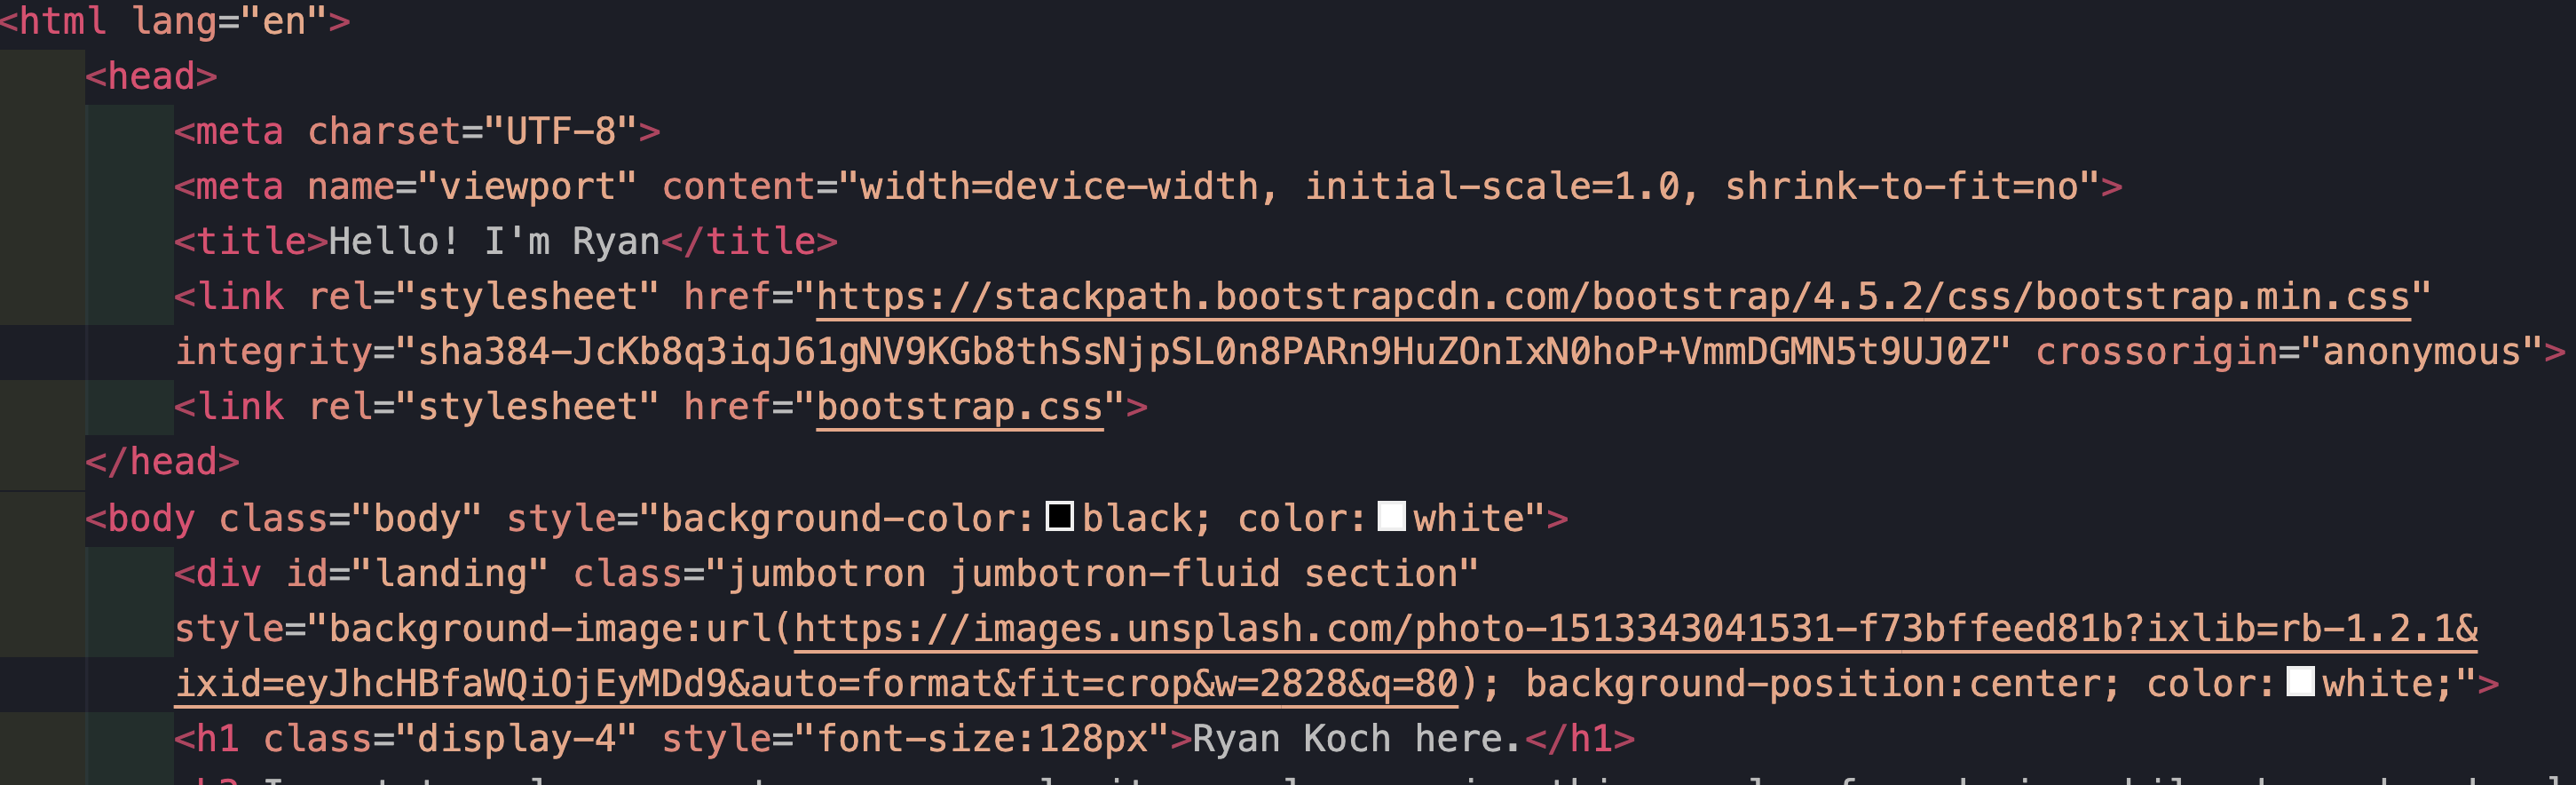 <html lang="en">
<head>
<meta charset="UTF-8">
<meta name="viewport" content="width=device-width, initial-scale=1.0, shrink-to-fit=no">
<title>Hello! I'm Ryan</title>
<link rel="stylesheet" href="https://stackpath.bootstrapcdn.com/bootstrap/4.5.2/css/bootstrap.min.css"
integrity="sha384-JcKb8q3iqJ61gNV9KGb8thSsNjpSL0n8PARn9HuZOnIxN0hoP+VmmDGMN5t9UJ0Z" crossorigin="anonymous">
<link rel="stylesheet" href="bootstrap.css">
</head>
<body class="body" style="background-color: black; color: white">
<div id="landing" class="jumbotron jumbotron-fluid section"
style="background-image:url(https://images.unsplash.com/photo-1513343041531-f73bffeed81b?ixlib=rb-1.2.1&
ixid=eyJhcHBfaWQiOjEyMDd9&auto=format&fit=crop&w=2828&q=80); background-position:center; color: white;">
<h1 class="display-4" style="font-size:128px">Ryan Koch here.</h1>